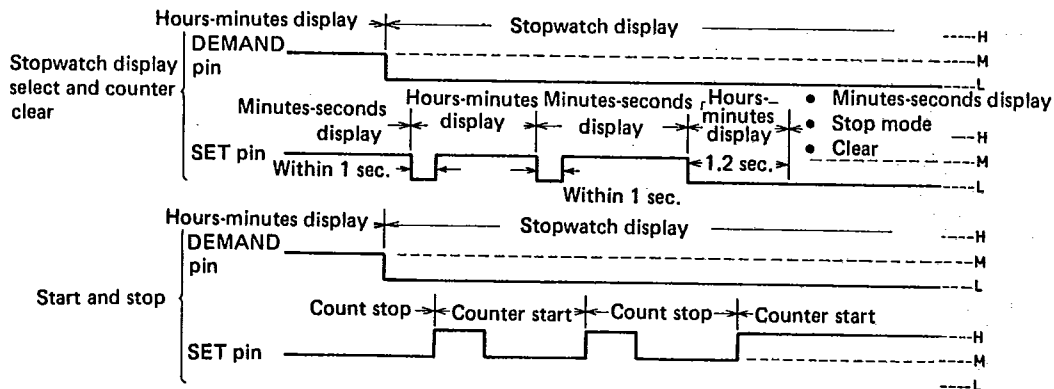 Hours-minutes display
Stopwatch display
DEMAND
pin
H
M
L
Stopwatch display
select and counter
clear
Minutes-seconds
display
Hours-minutes
display
Minutes-seconds
display
Hours-
minutes
display
• Minutes-seconds display
• Stop mode
• Clear
H
M
L
SET pin
Within 1 sec.
Within 1 sec.
1.2 sec.
Hours-minutes display
Stopwatch display
DEMAND
pin
H
M
L
Start and stop
Count stop
Counter start
Count stop
Counter start
SET pin
H
M
L